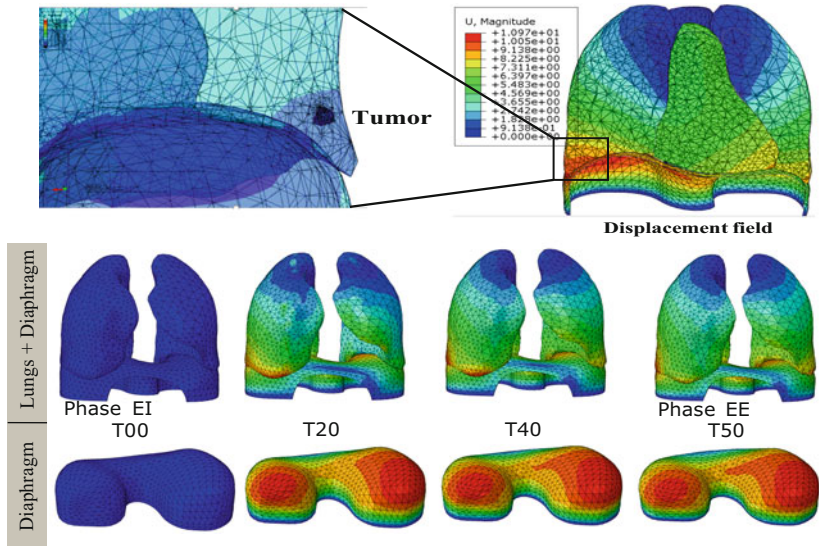 U, Magnitude
+1.097e+01
+1.005e+01
+9.138e+00
+8.225e+00
+7.311e+00
+6.397e+00
+5.483e+00
+4.569e+00
+3.655e+00
+2.742e+00
+1.828e+00
+9.138e-01
+0.000e+00
Tumor
Displacement field
Lungs + Diaphragm
Phase EI
Phase EE
T00
T20
T40
T50
Diaphragm